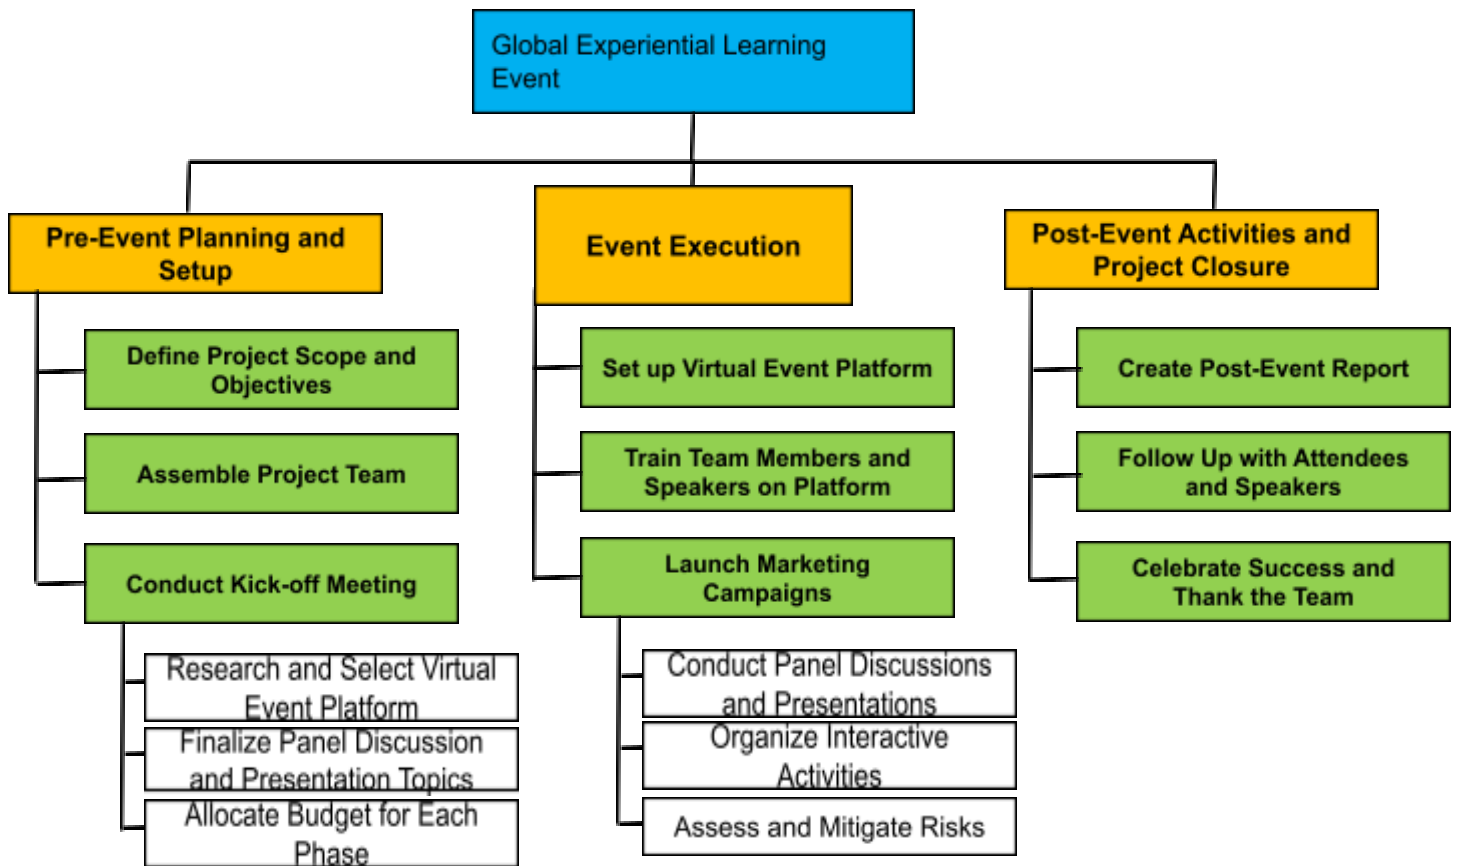 Global Experiential Learning
Event
Pre-Event Planning and
Setup
Define Project Scope and
Objectives
Assemble Project Team
Conduct Kick-off Meeting
Research and Select Virtual
Event Platform
Finalize Panel Discussion
and Presentation Topics
Allocate Budget for Each
Phase
Event Execution
Set up Virtual Event Platform
Train Team Members and
Speakers on Platform
Launch Marketing
Campaigns
Conduct Panel Discussions
and Presentations
Organize Interactive
Activities
Assess and Mitigate Risks
Post-Event Activities and
Project Closure
Create Post-Event Report
Follow Up with Attendees
and Speakers
Celebrate Success and
Thank the Team